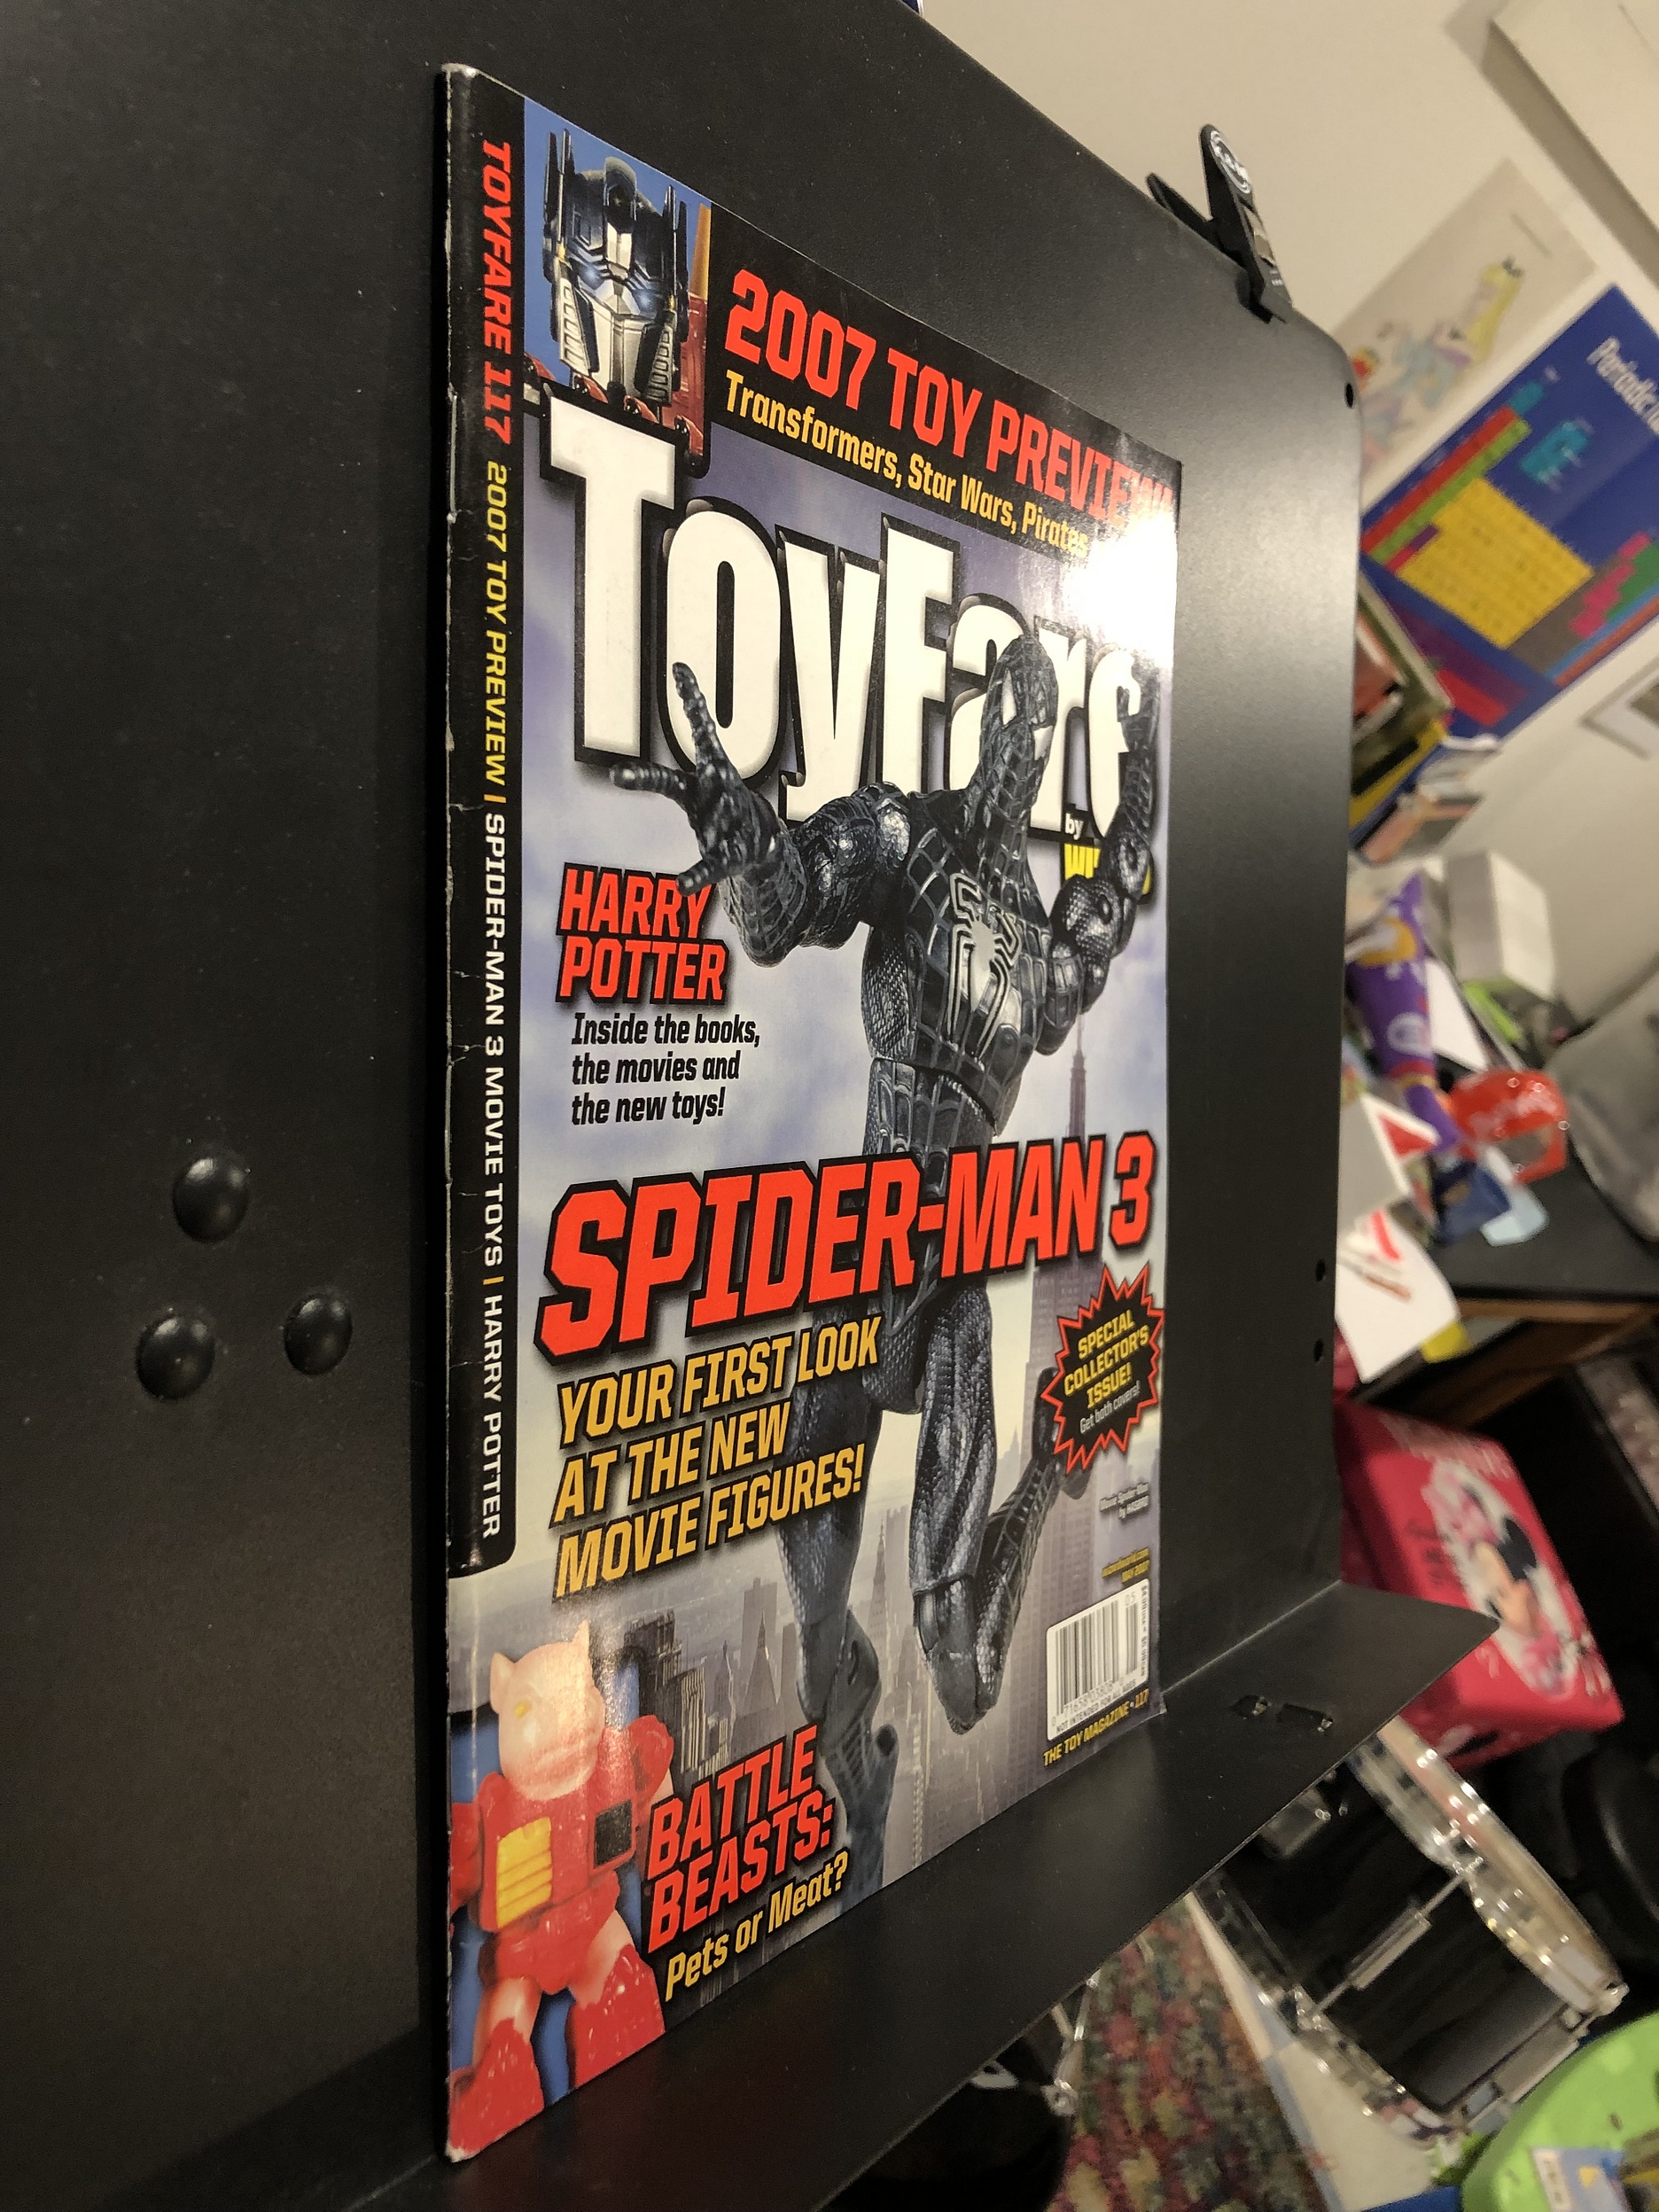 TOYFARE 117 2007 TOY PREVIEW | SPIDER-MAN 3 MOVIE TOYS | HARRY POTTER
2007 TOY PREVIEW!
Transformers, Star Wars, Pirates
ToyFare
by
HARRY
POTTER
Inside the books,
the movies and
the new toys!
SPIDER-MAN 3
YOUR FIRST LOOK
AT THE NEW
MOVIE FIGURES!
SPECIAL
COLLECTOR'S
ISSUE!
Get both covers!
MAY 2007
THE TOY MAGAZINE • 117
BATTLE
BEASTS:
Pets or Meat?
Periodic